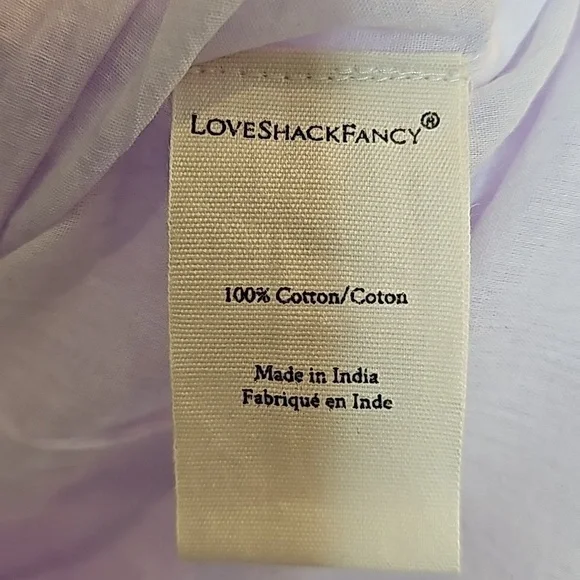 LOVESHACKFANCY®
100% Cotton/Coton
Made in India
Fabriqué en Inde